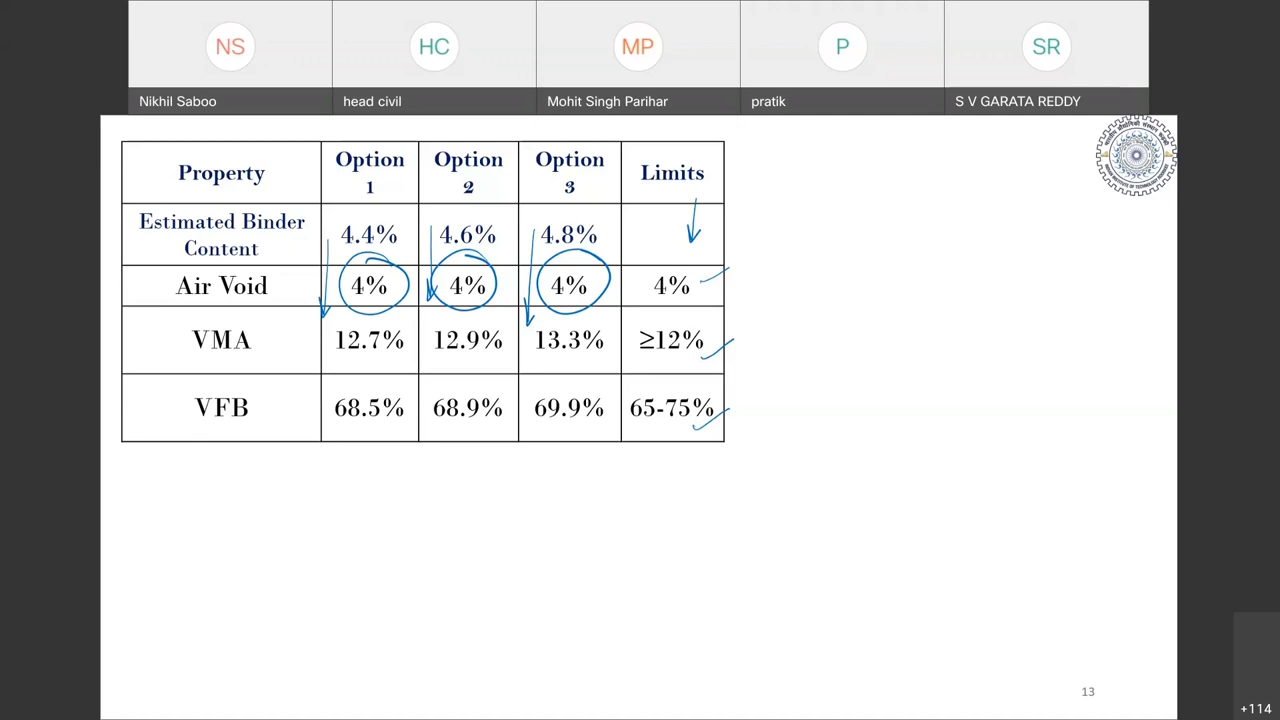 NS
HC
MP
P
SR
Nikhil Saboo
head civil
Mohit Singh Parihar
pratik
S V GARATA REDDY
Property
Option 1
Option 2
Option 3
Limits
Estimated Binder Content
4.4%
4.6%
4.8%
Air Void
4%
4%
4%
4%
VMA
12.7%
12.9%
13.3%
≥12%
VFB
68.5%
68.9%
69.9%
65-75%
13
+114